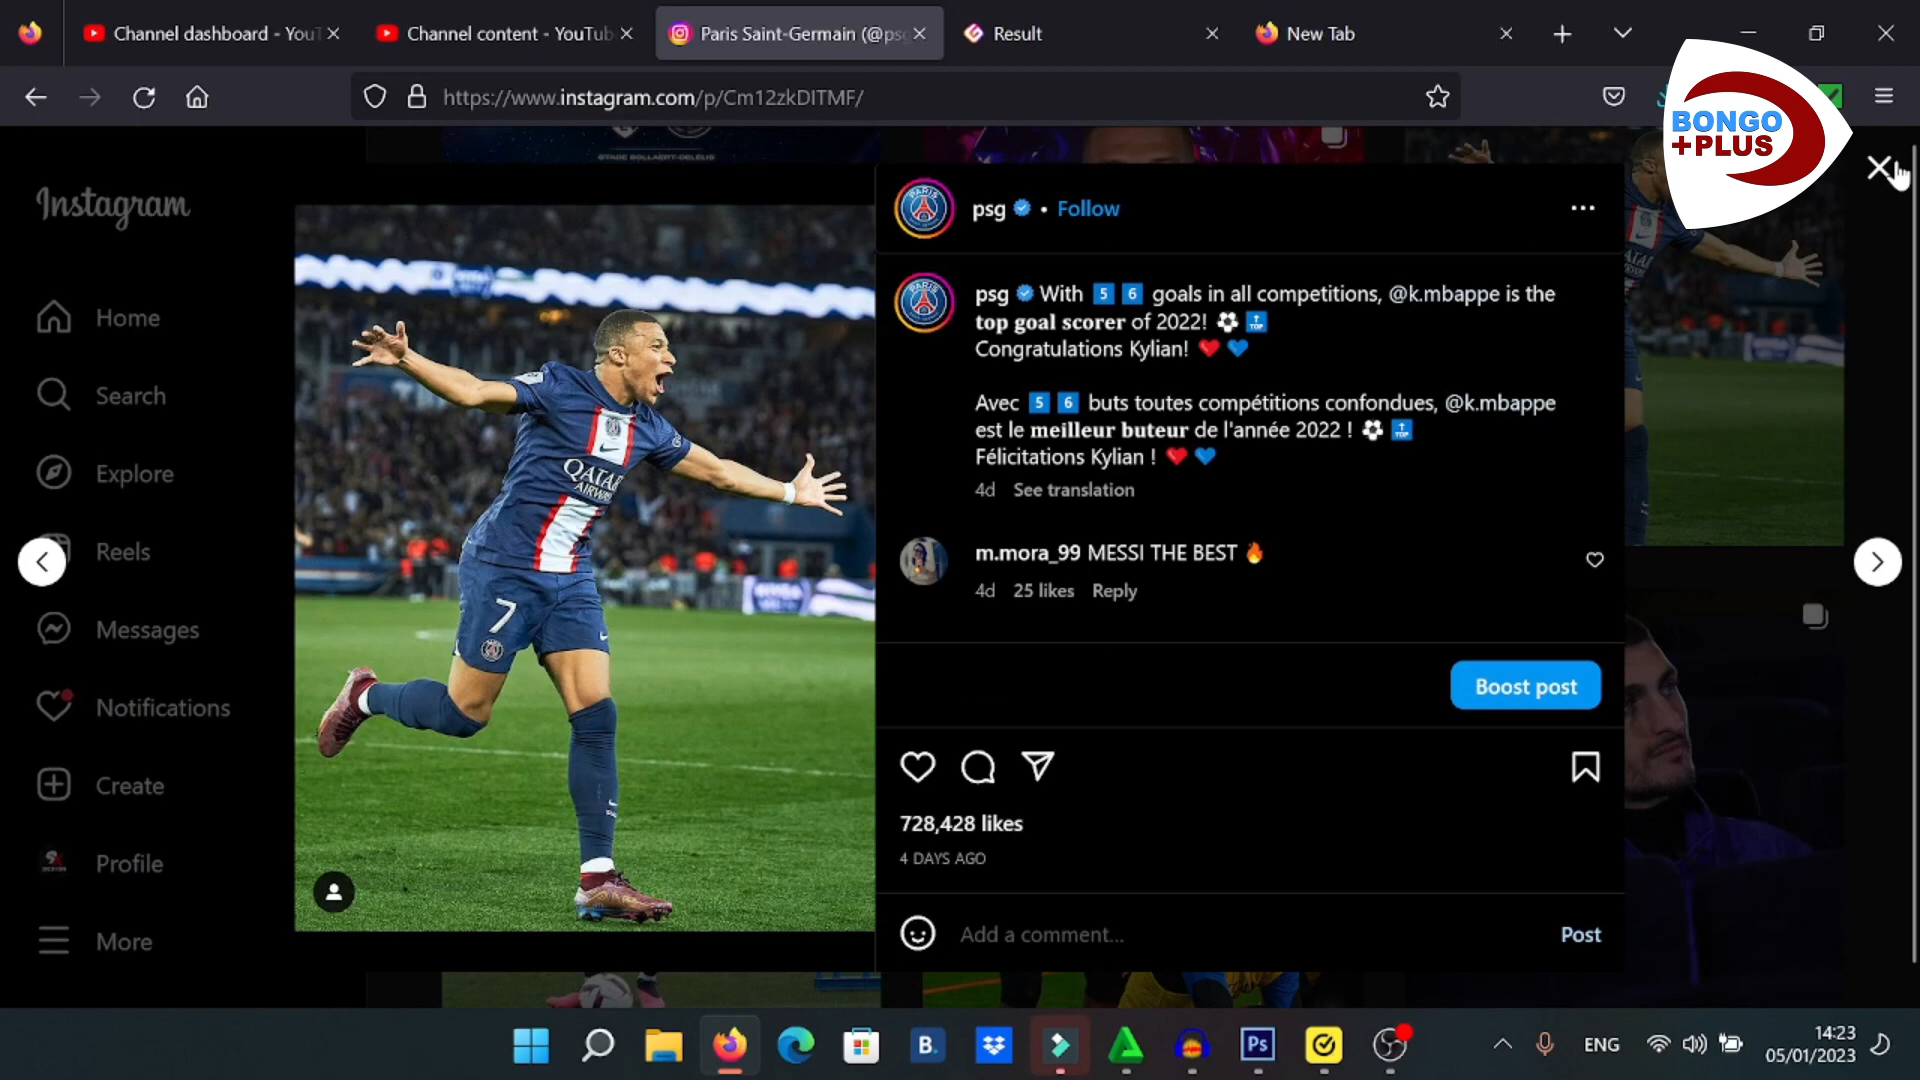 Channel dashboard - YouT
Channel content - YouTub
Paris Saint-Germain (@psg
Result
New Tab
https://www.instagram.com/p/Cm12zkDITMF/
BONGO
+PLUS
STADE BOLLAERT-DELELIS
Instagram
Home
Search
Explore
Reels
Messages
Notifications
Create
Profile
More
QATAR
AIRWAYS
7
psg • Follow
psg With 5 6 goals in all competitions, @k.mbappe is the
top goal scorer of 2022! ⚽ 🔝
Congratulations Kylian! ❤️ 💙
Avec 5 6 buts toutes compétitions confondues, @k.mbappe
est le meilleur buteur de l'année 2022 ! ⚽ 🔝
Félicitations Kylian ! ❤️ 💙
4d See translation
m.mora_99 MESSI THE BEST 🔥
4d 25 likes Reply
Boost post
728,428 likes
4 DAYS AGO
Add a comment...
Post
B.
Ps
ENG
14:23
05/01/2023